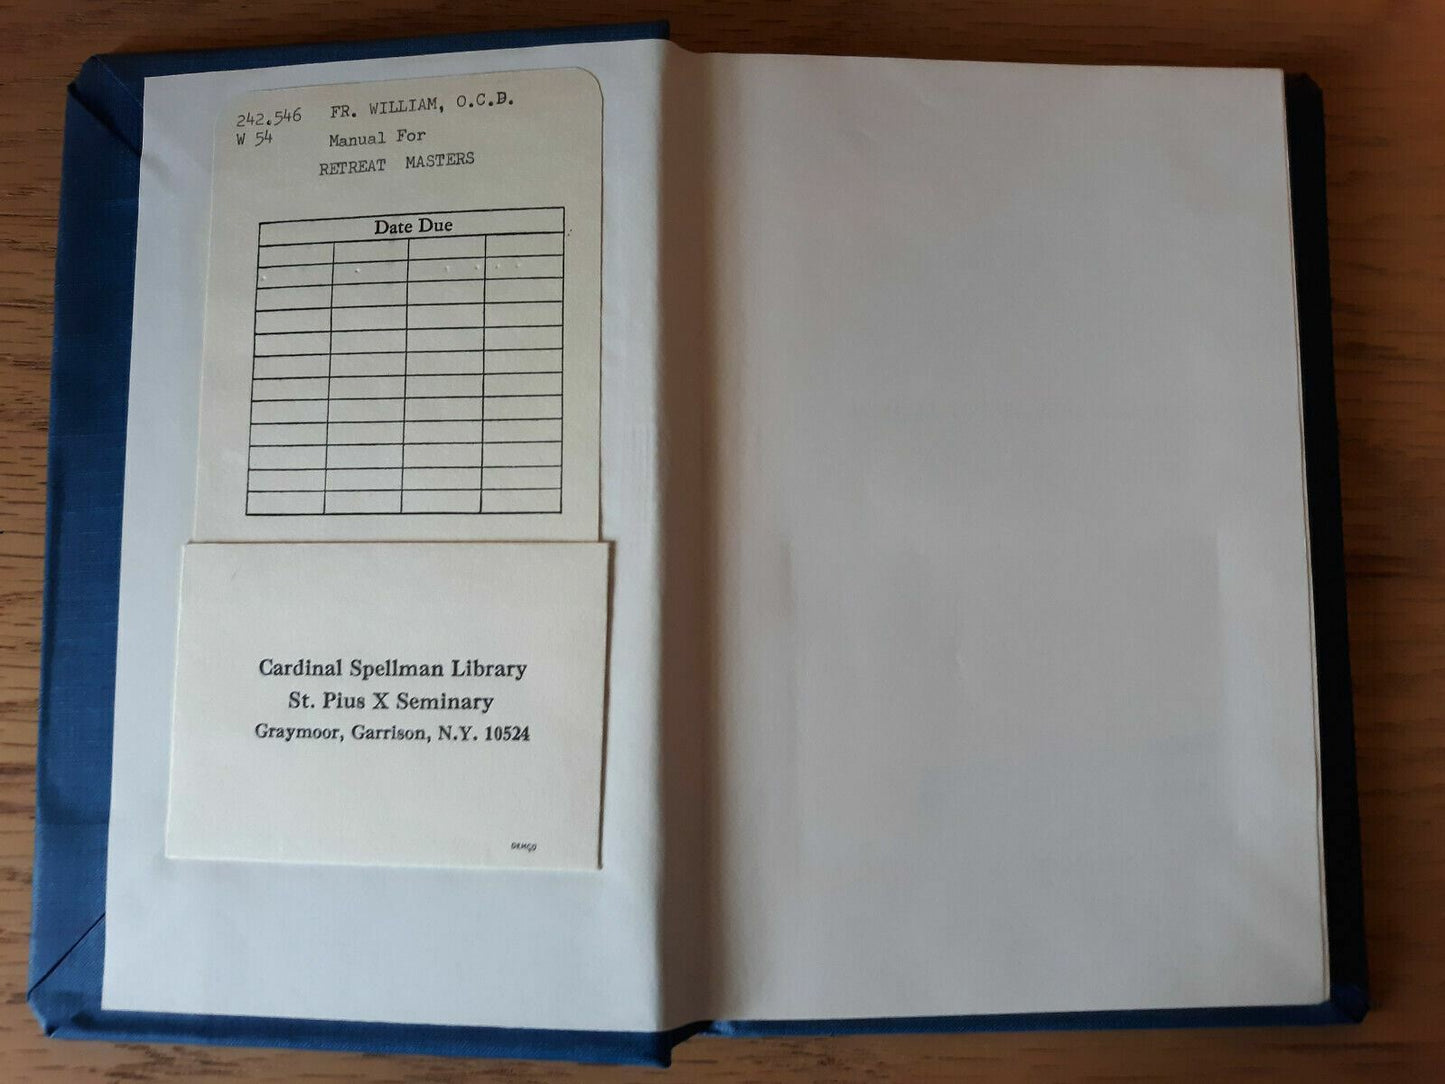 242.546 FR. WILLIAM, O.C.D.
W 54 Manual For
RETREAT MASTERS
Date Due
Cardinal Spellman Library
St. Pius X Seminary
Graymoor, Garrison, N.Y. 10524
DEMCO